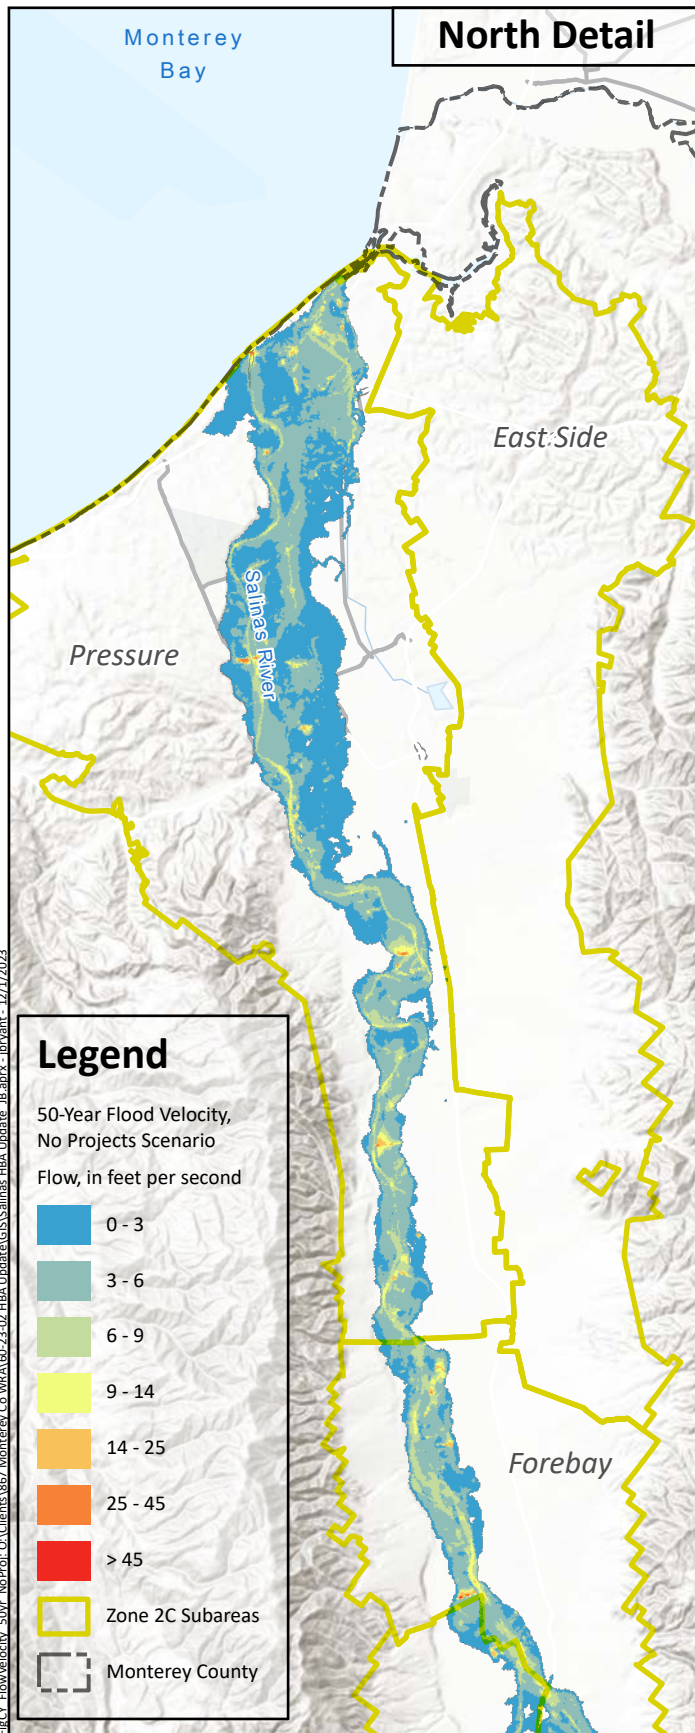 North Detail
Monterey
Bay
East Side
Salinas River
Pressure
Forebay
Legend
50-Year Flood Velocity,
No Projects Scenario
Flow, in feet per second
0 - 3
3 - 6
6 - 9
9 - 14
14 - 25
25 - 45
> 45
Zone 2C Subareas
Monterey County